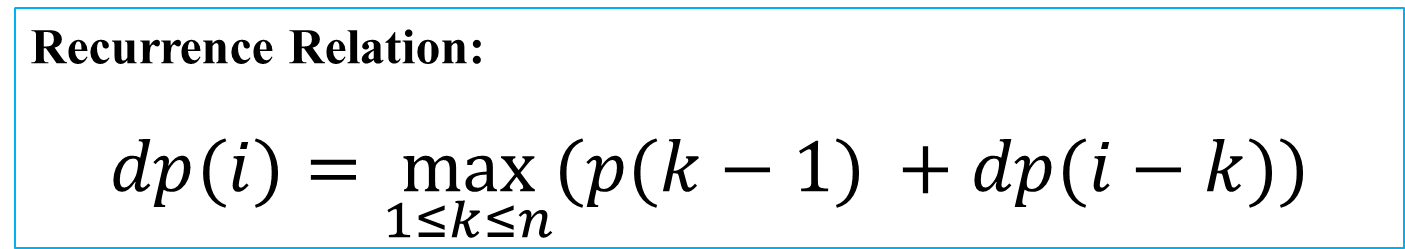 Recurrence Relation:
dp(i) = max (p(k − 1) + dp(i − k))
1≤k≤n